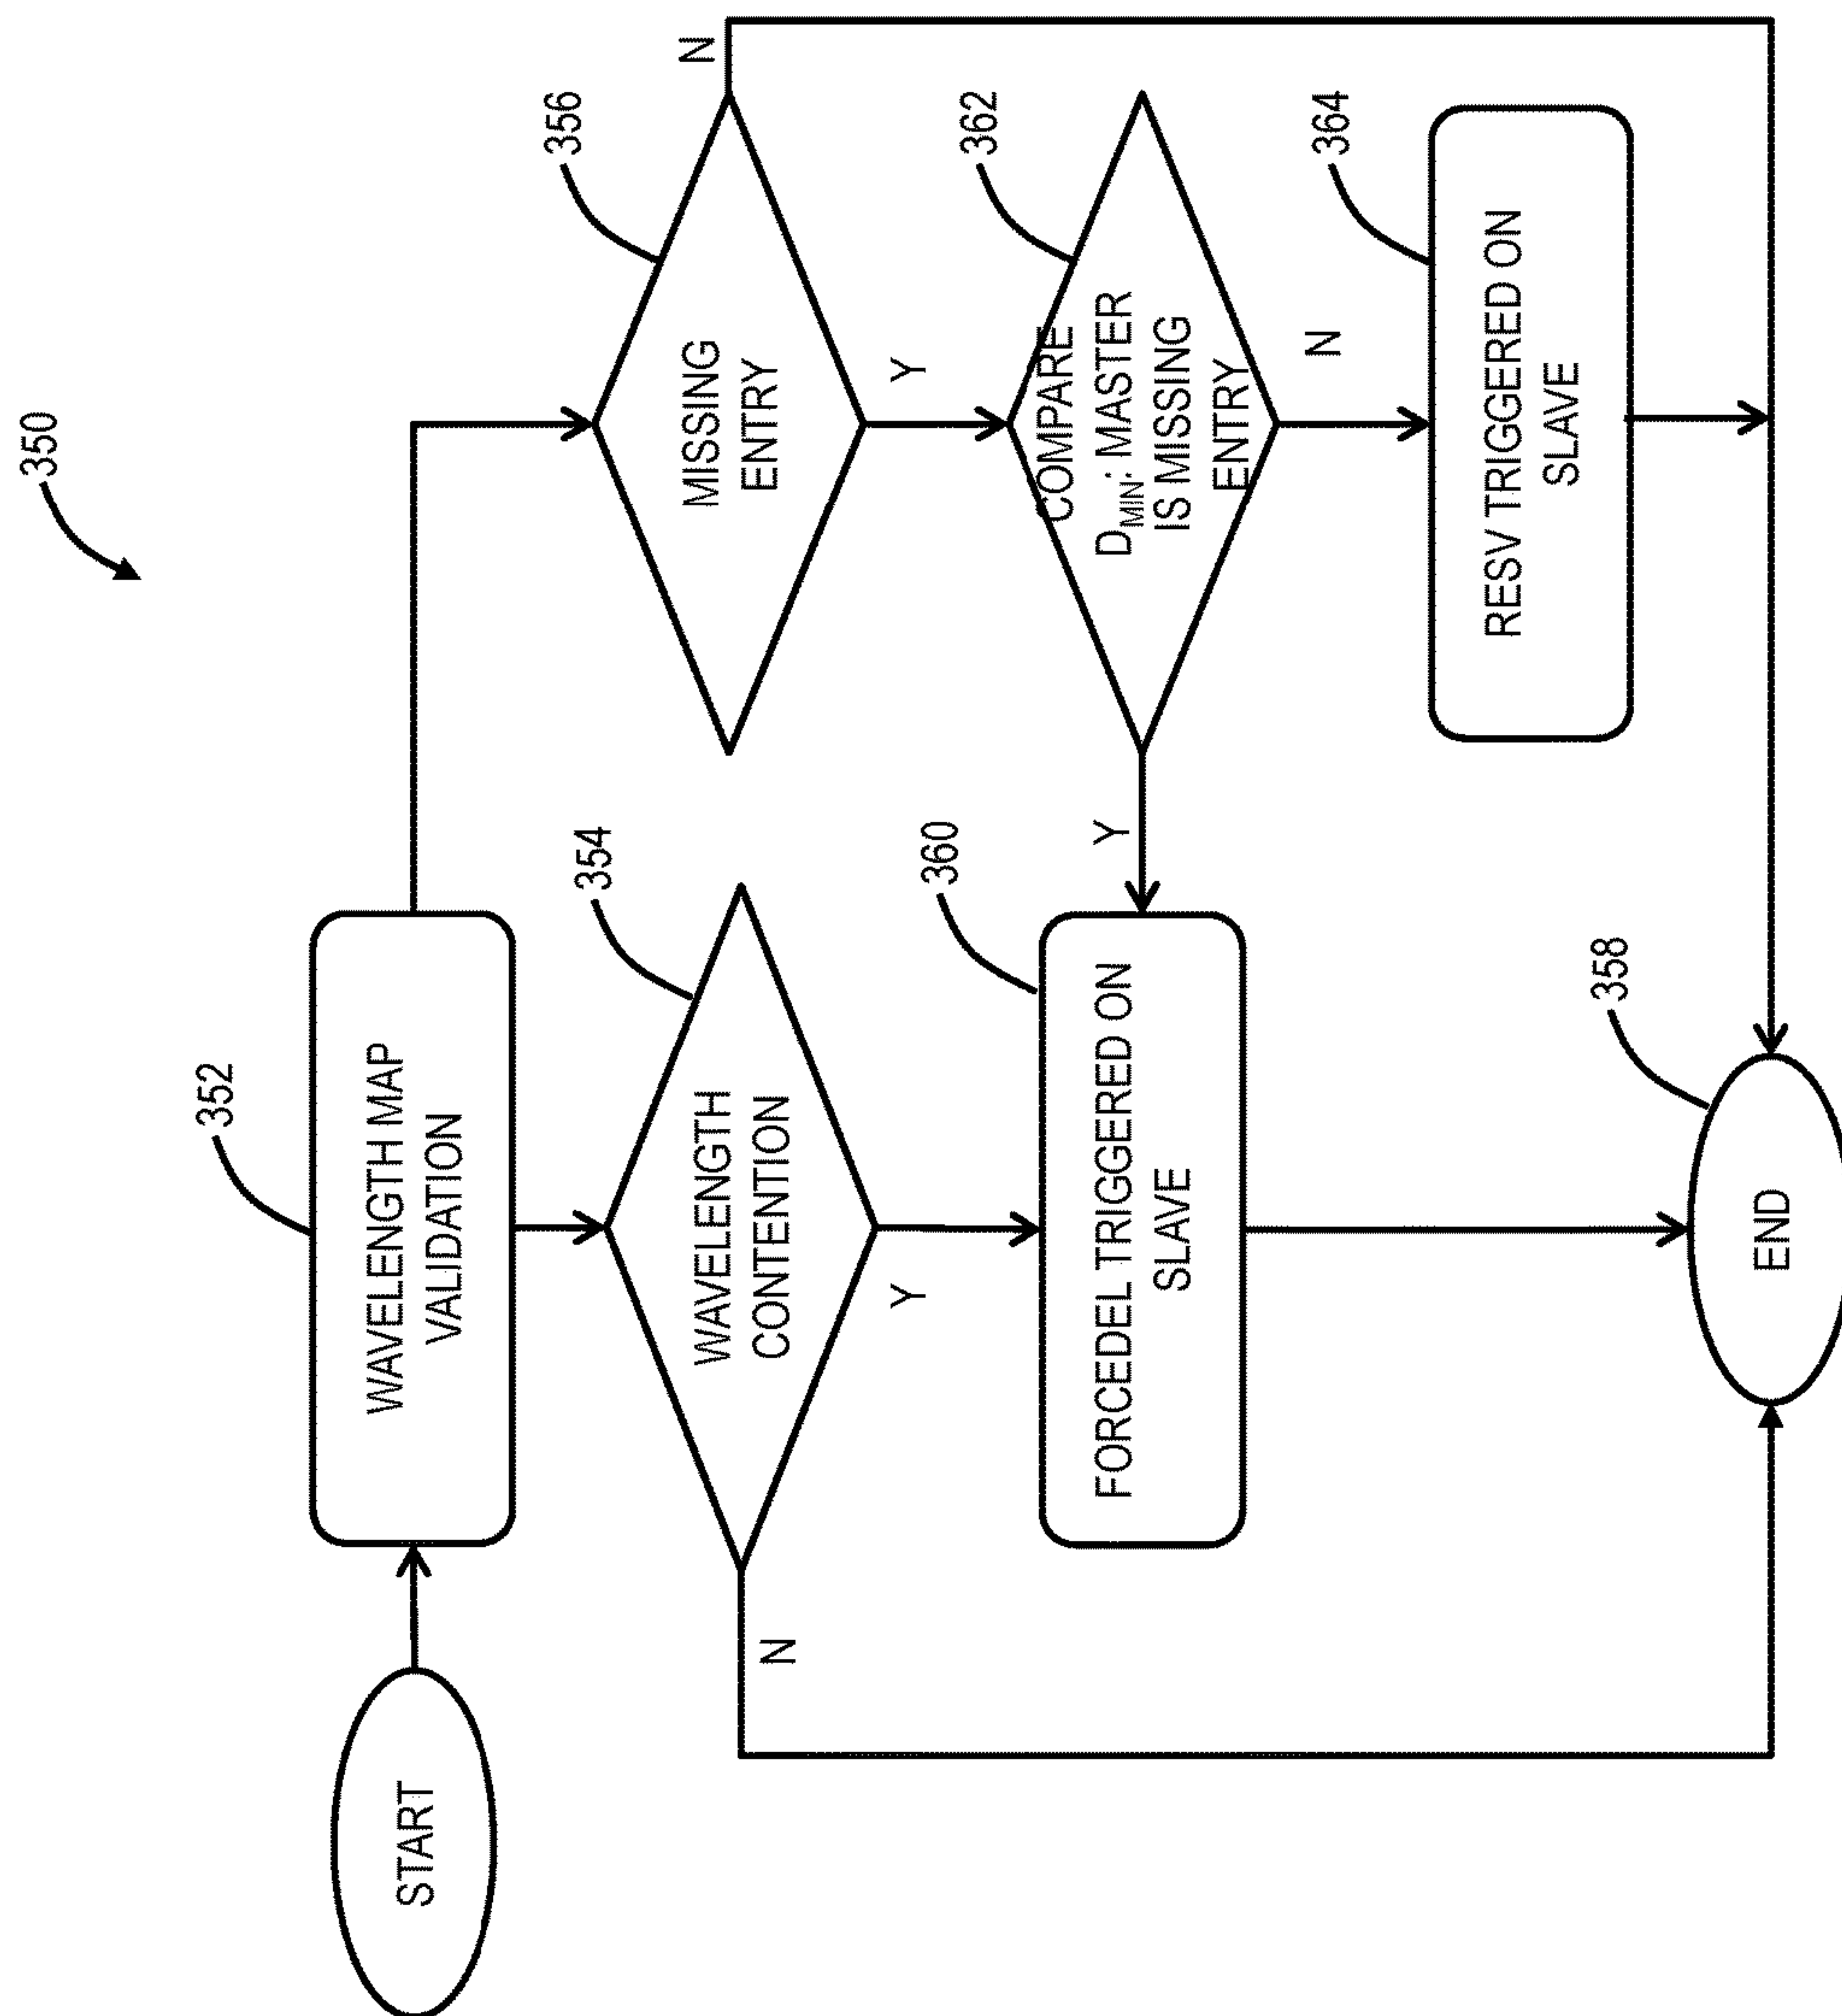 350
START
352
WAVELENGTH MAP
VALIDATION
354
WAVELENGTH
CONTENTION
N
Y
356
MISSING
ENTRY
N
Y
362
COMPARE
DMIN: MASTER
IS MISSING
ENTRY
Y
N
360
FORCEDEL TRIGGERED ON
SLAVE
364
RESV TRIGGERED ON
SLAVE
358
END